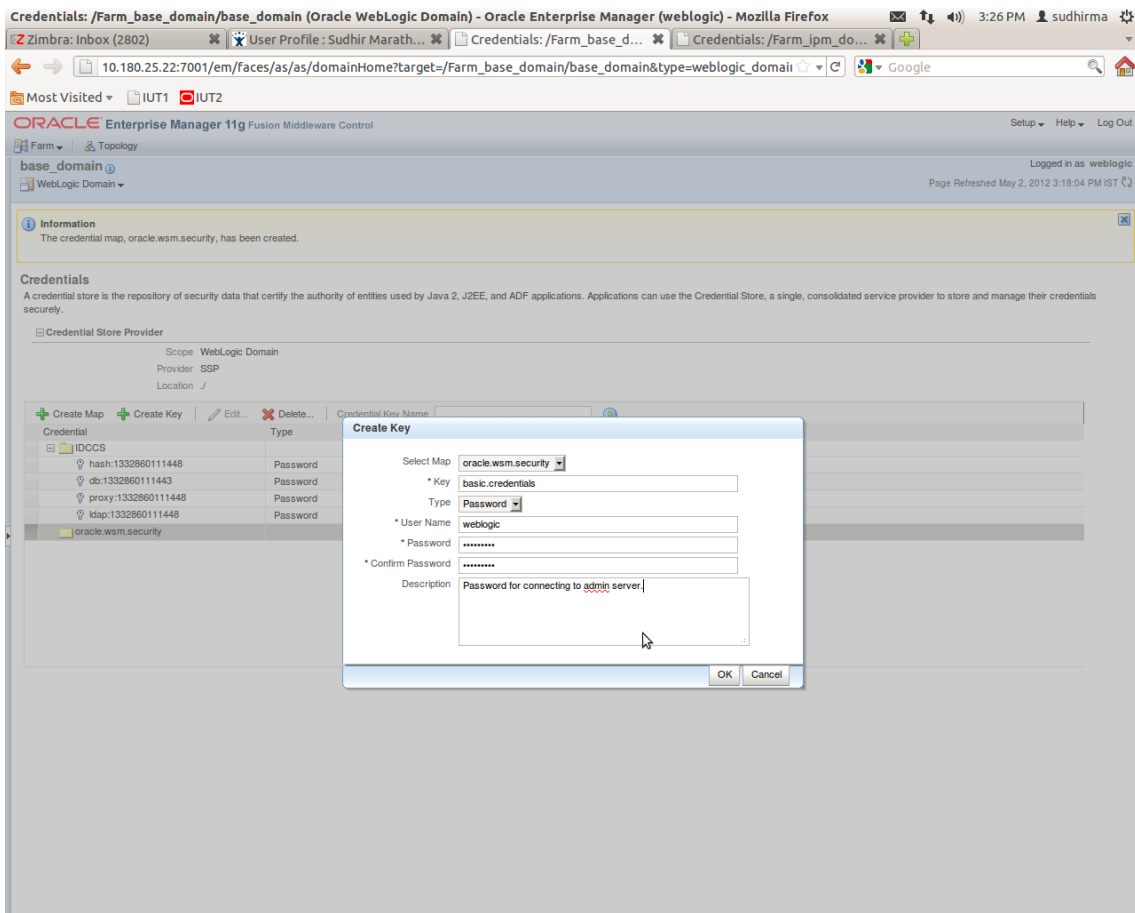 Credentials: /Farm_base_domain/base_domain (Oracle WebLogic Domain) - Oracle Enterprise Manager (weblogic) - Mozilla Firefox 3:26 PM sudhirma
Zimbra: Inbox (2802) User Profile : Sudhir Marath... Credentials: /Farm_base_d... Credentials: /Farm_ipm_do...
10.180.25.22:7001/em/faces/as/as/domainHome?target=/Farm_base_domain/base_domain&type=weblogic_domain Google
Most Visited IUT1 IUT2
ORACLE Enterprise Manager 11g Fusion Middleware Control Setup Help Log Out
Farm Topology
base_domain Logged in as weblogic
WebLogic Domain Page Refreshed May 2, 2012 3:18:04 PM IST
Information
The credential map, oracle.wsm.security, has been created.
Credentials
A credential store is the repository of security data that certify the authority of entities used by Java 2, J2EE, and ADF applications. Applications can use the Credential Store, a single, consolidated service provider to store and manage their credentials
securely.
Credential Store Provider
Scope WebLogic Domain
Provider SSP
Location ./
Create Map Create Key Edit... Delete... Credential Key Name
Credential Type
IDCCS
hash:1332860111448 Password
db:1332860111443 Password
proxy:1332860111448 Password
ldap:1332860111448 Password
oracle.wsm.security
Create Key
Select Map oracle.wsm.security
* Key basic.credentials
Type Password
* User Name weblogic
* Password •••••••••
* Confirm Password •••••••••
Description Password for connecting to admin server.
OK Cancel